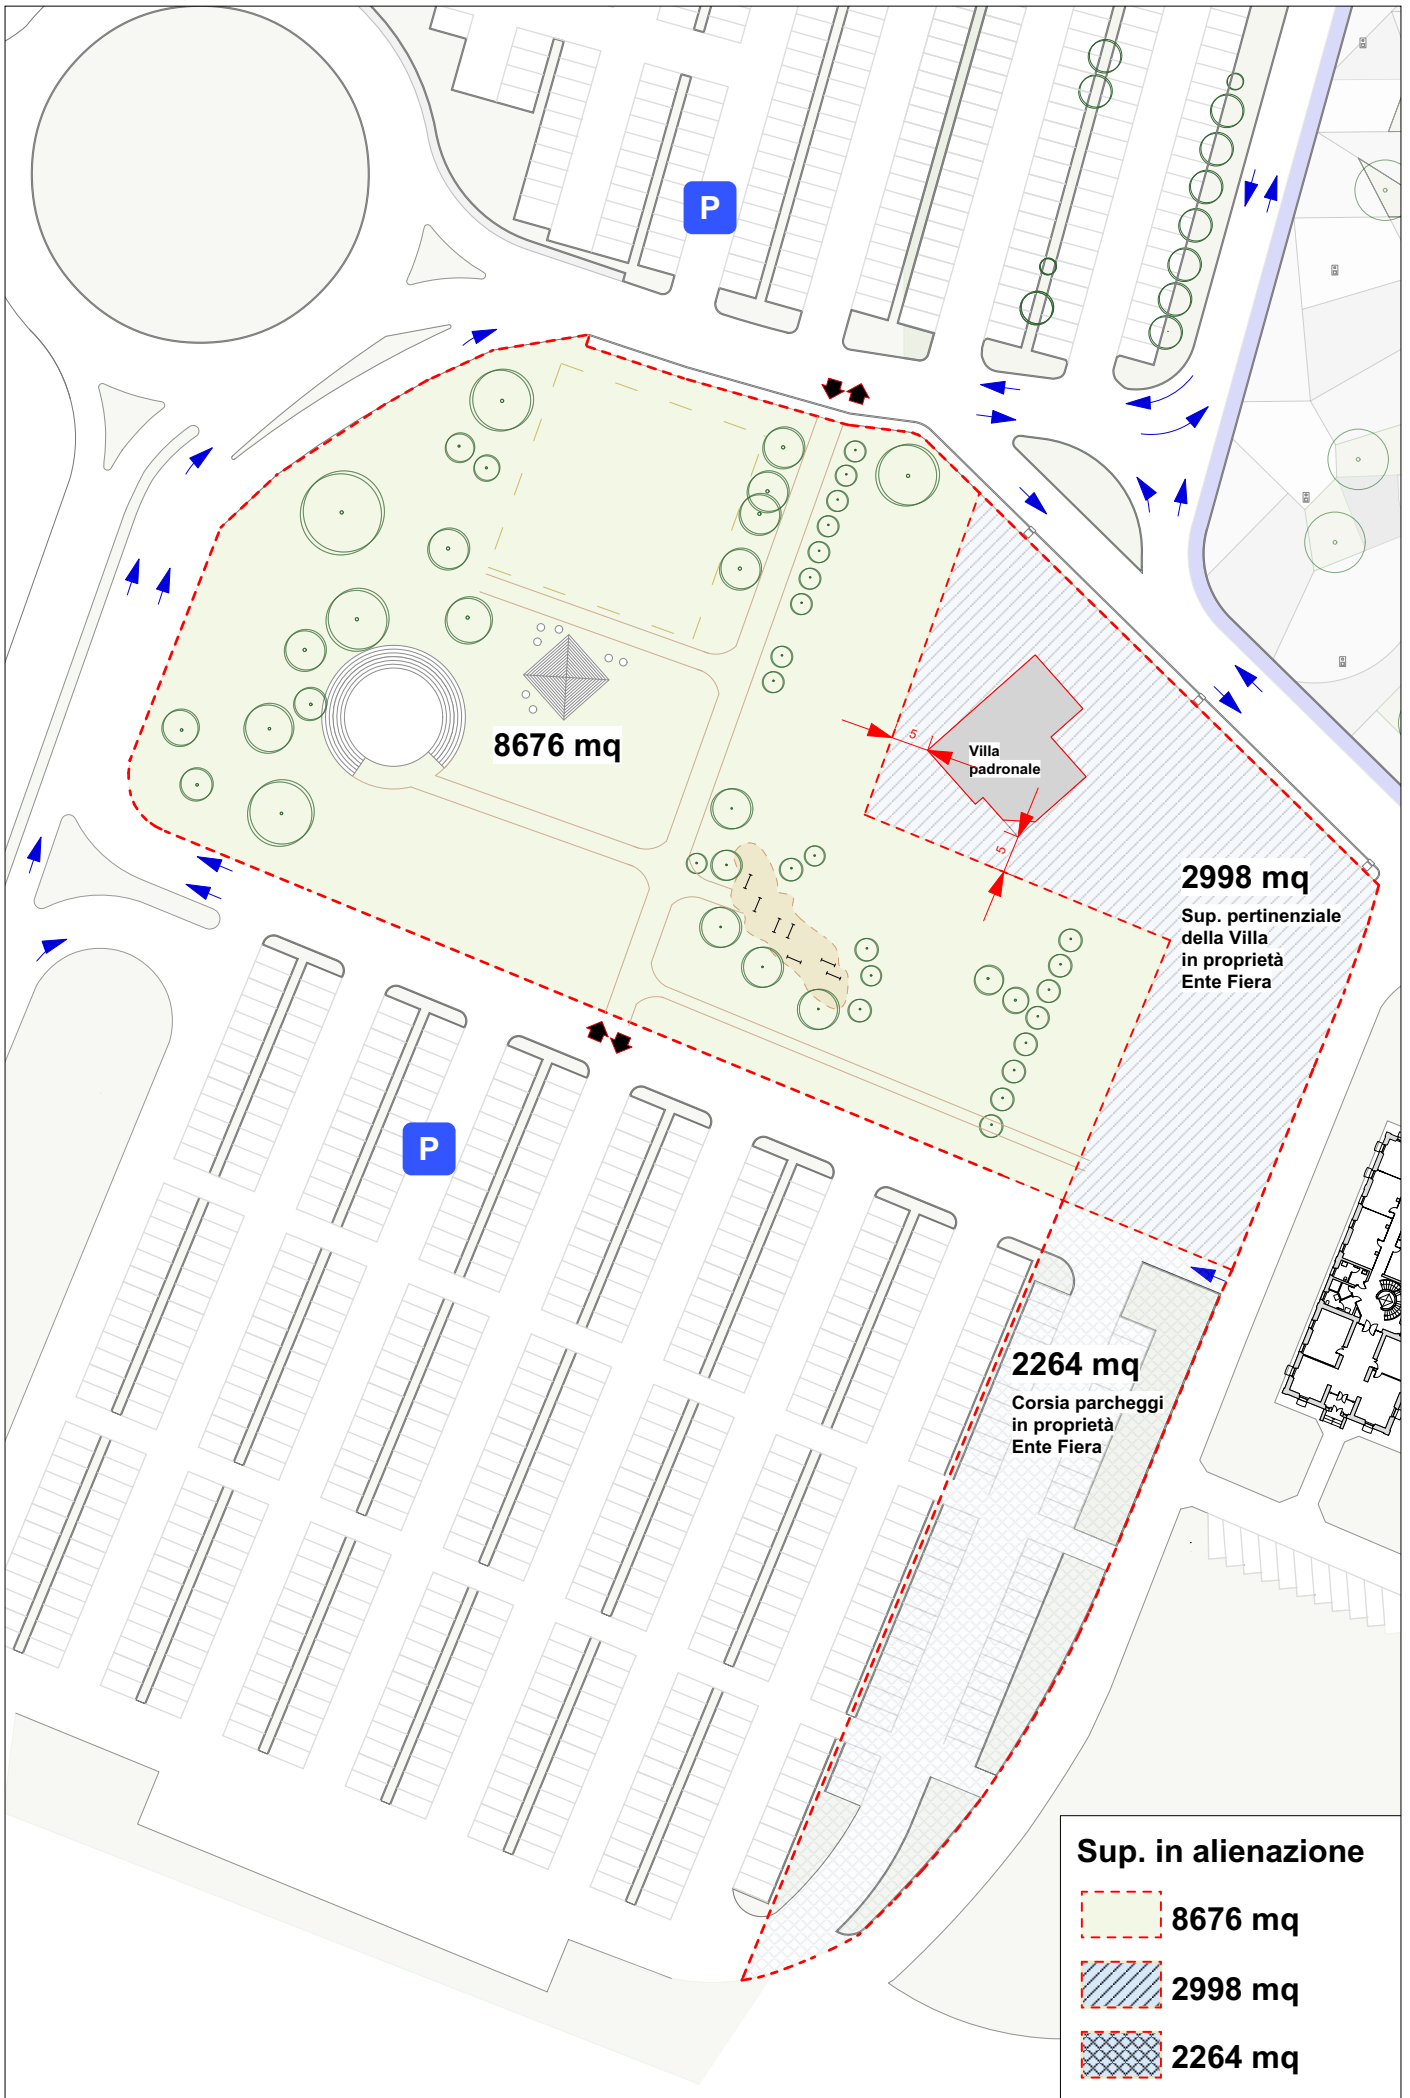 P
8676 mq
5
Villa
padronale
5
2998 mq
Sup. pertinenziale
della Villa
in proprietà
Ente Fiera
P
2264 mq
Corsia parcheggi
in proprietà
Ente Fiera
Sup. in alienazione
8676 mq
2998 mq
2264 mq